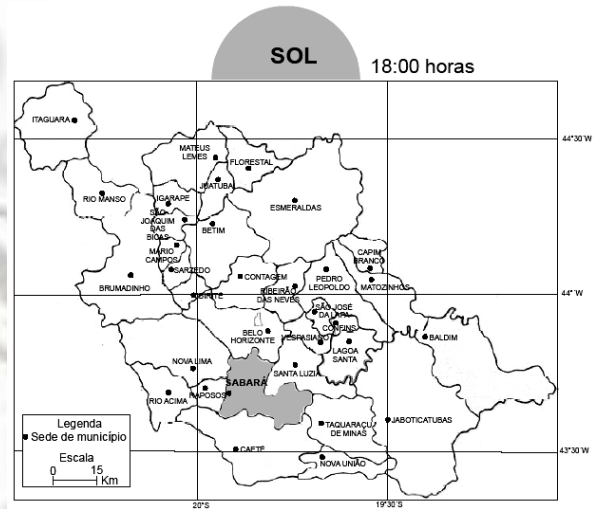 SOL
18:00 horas
ITAGUARA
44°30'
MATEUS
LEMES
FLORESTAL
JUATUBA
RIO MANSO
IGARAPE
SÃO
JOAQUIM
DAS
BICAS
ESMERALDAS
BETIM
MARIO
CAMPOS
SARZEDO
CAPIM
BRANCO
BRUMADINHO
CONTAGEM
PEDRO
LEOPOLDO
MATOZINHOS
RIBEIRÃO
DAS NEVES
IBIRITÉ
44° W
SÃO JOSÉ
DA LAPA
CONFINS
BELO
HORIZONTE
VESPASIANO
BALDIM
LAGOA
SANTA
NOVA LIMA
SANTA LUZIA
SABARÁ
RIO ACIMA
RAPOSOS
TAQUARAÇU
DE MINAS
JABOTICATUBAS
Legenda
Sede de município
Escala
0 15
Km
CAETÉ
43°30 W
NOVA UNIÃO
20°S
19°30 S